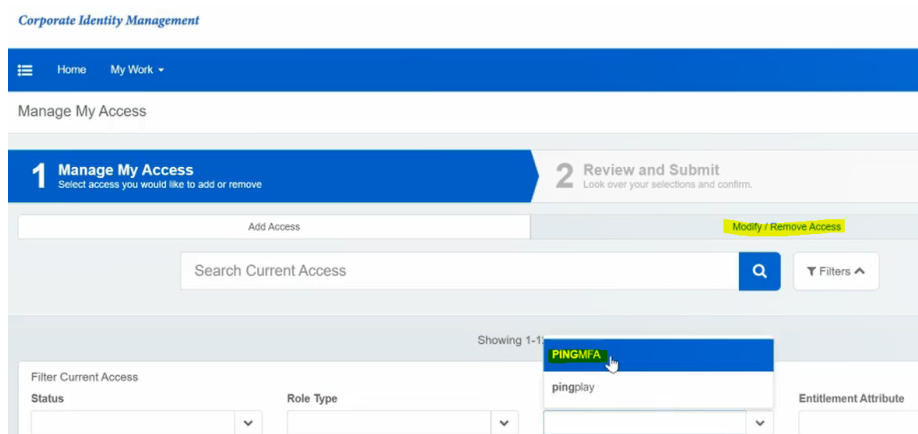 Corporate Identity Management
Home My Work
Manage My Access
1 Manage My Access
Select access you would like to add or remove
2 Review and Submit
Look over your selections and confirm.
Add Access
Modify / Remove Access
Search Current Access
Filters
Showing 1-1
PINGMFA
pingplay
Filter Current Access
Status
Role Type
Entitlement Attribute